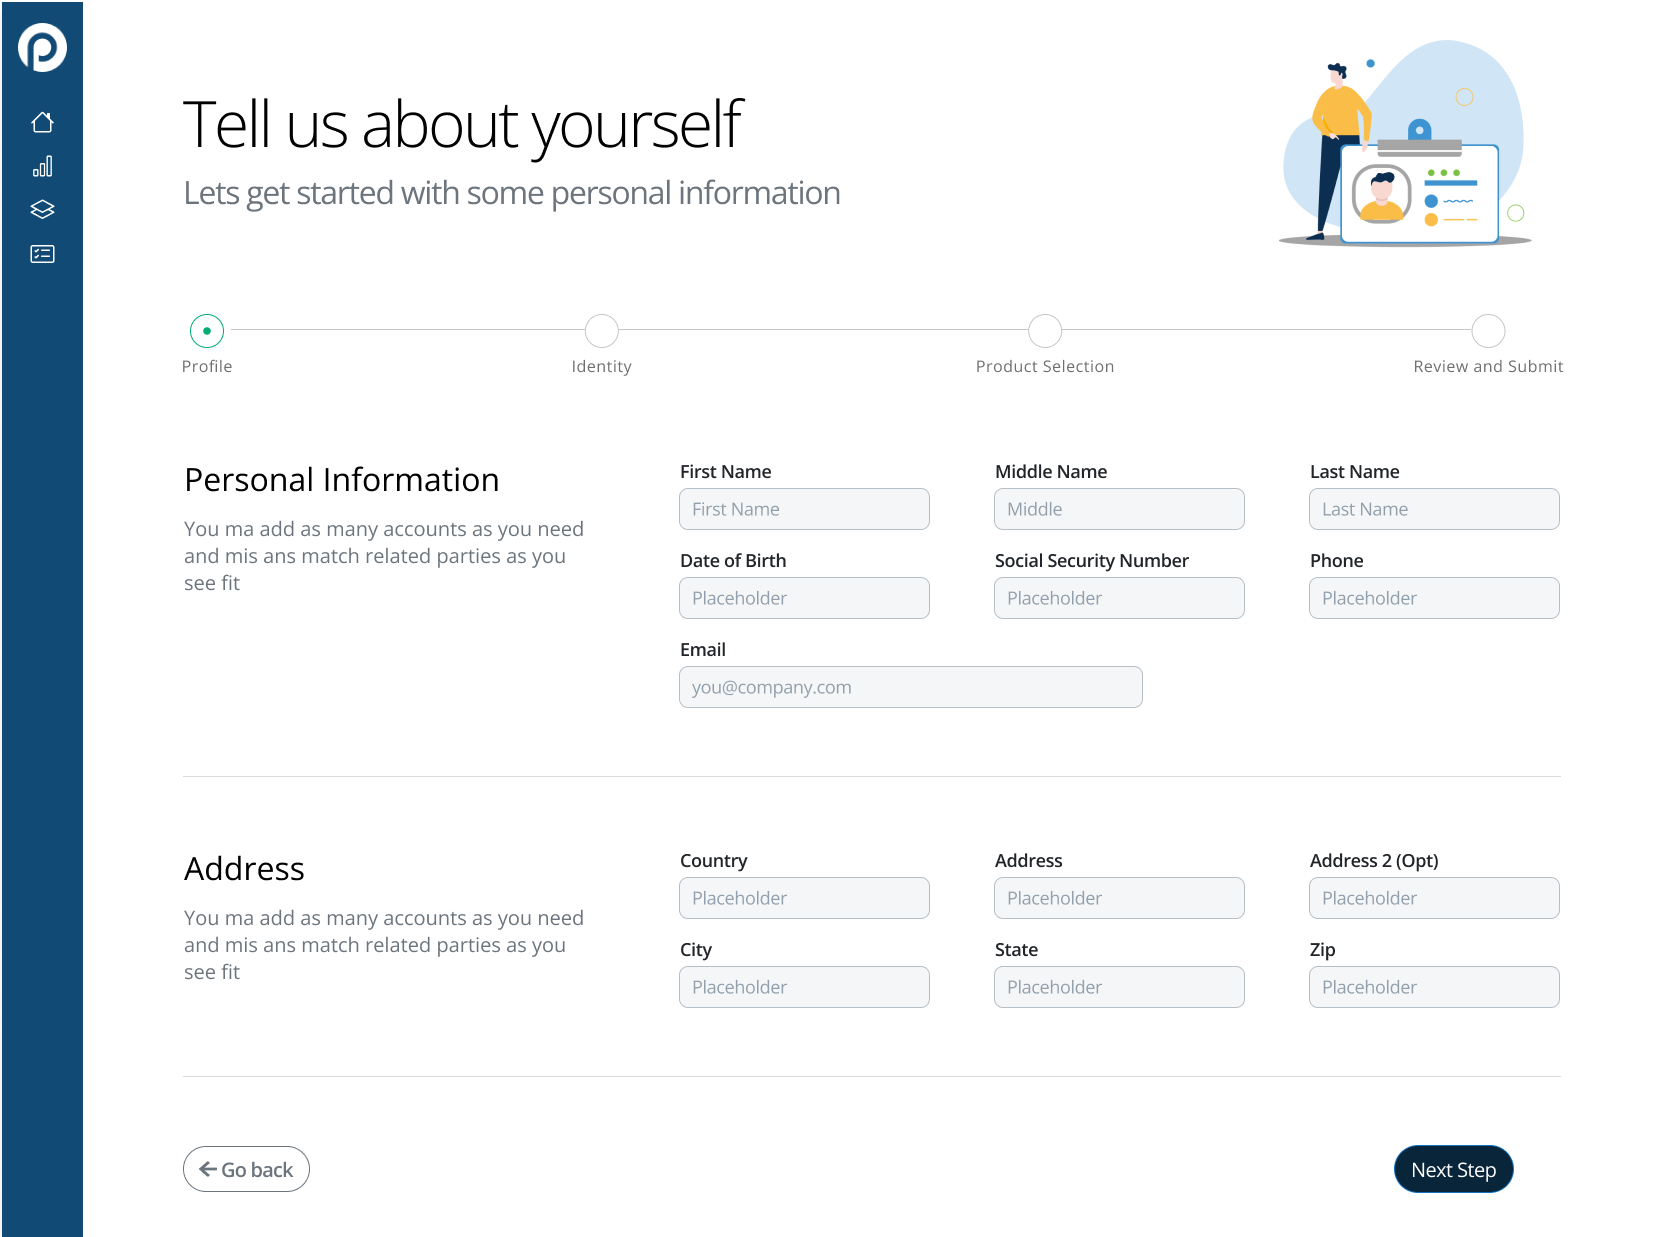 Tell us about yourself
Lets get started with some personal information
Profile
Identity
Product Selection
Review and Submit
Personal Information
You ma add as many accounts as you need
and mis ans match related parties as you
see fit
First Name
Middle Name
Last Name
First Name
Middle
Last Name
Date of Birth
Social Security Number
Phone
Placeholder
Placeholder
Placeholder
Email
you@company.com
Address
You ma add as many accounts as you need
and mis ans match related parties as you
see fit
Country
Address
Address 2 (Opt)
Placeholder
Placeholder
Placeholder
City
State
Zip
Placeholder
Placeholder
Placeholder
Go back
Next Step